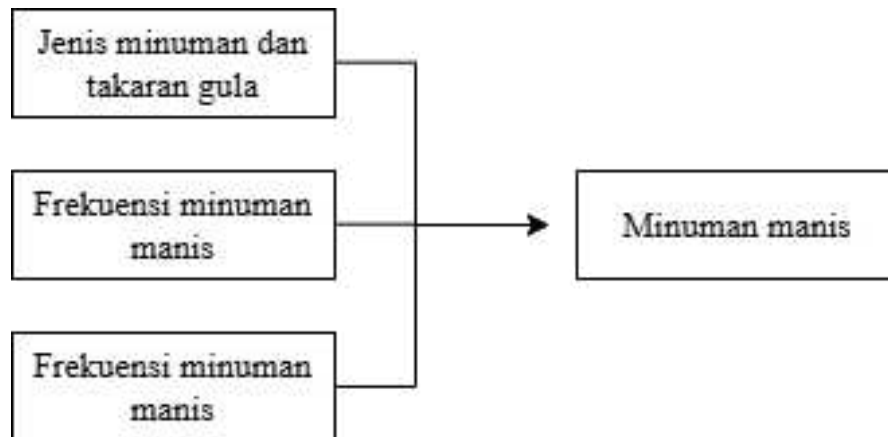 Jenis minuman dan
takaran gula
Frekuensi minuman
manis
Minuman manis
Frekuensi minuman
manis